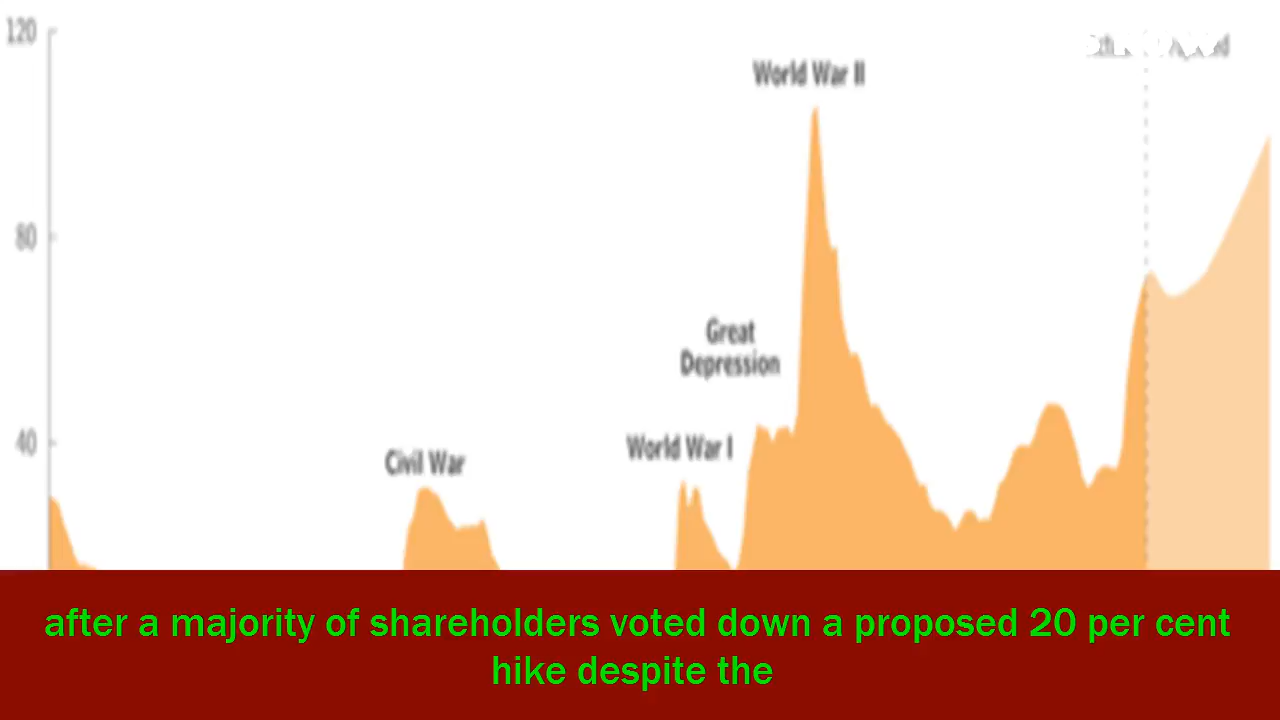 120
World War II
80
Great
Depression
40
World War I
Civil War
after a majority of shareholders voted down a proposed 20 per cent
hike despite the